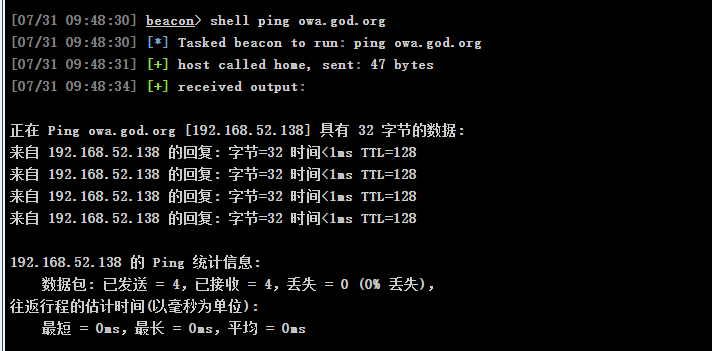 [07/31 09:48:30] beacon> shell ping owa.god.org
[07/31 09:48:30] [*] Tasked beacon to run: ping owa.god.org
[07/31 09:48:31] [+] host called home, sent: 47 bytes
[07/31 09:48:34] [+] received output:
正在 Ping owa.god.org [192.168.52.138] 具有 32 字节的数据:
来自 192.168.52.138 的回复: 字节=32 时间<1ms TTL=128
来自 192.168.52.138 的回复: 字节=32 时间<1ms TTL=128
来自 192.168.52.138 的回复: 字节=32 时间<1ms TTL=128
来自 192.168.52.138 的回复: 字节=32 时间<1ms TTL=128
192.168.52.138 的 Ping 统计信息:
数据包: 已发送 = 4，已接收 = 4，丢失 = 0 (0% 丢失)，
往返行程的估计时间(以毫秒为单位):
最短 = 0ms，最长 = 0ms，平均 = 0ms